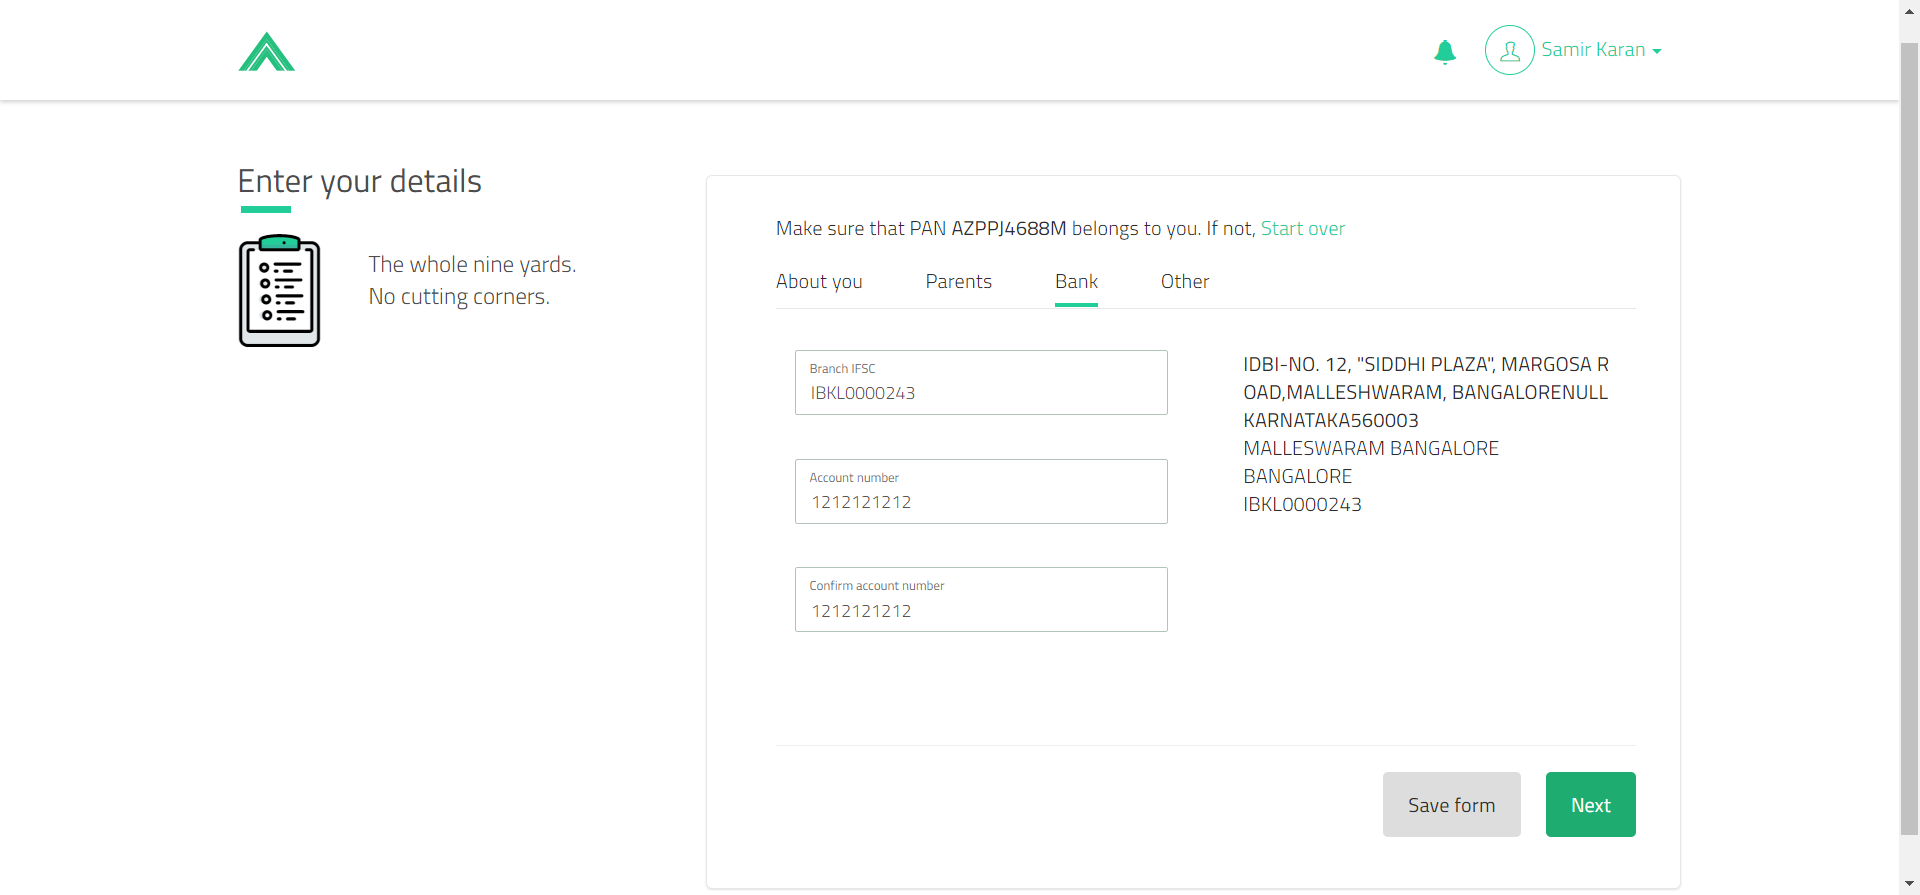 Samir Karan
Enter your details
The whole nine yards.
No cutting corners.
Make sure that PAN AZPPJ4688M belongs to you. If not, Start over
About you
Parents
Bank
Other
Branch IFSC
IBKL0000243
Account number
1212121212
Confirm account number
1212121212
IDBI-NO. 12, "SIDDHI PLAZA", MARGOSA R
OAD,MALLESHWARAM, BANGALORENULL
KARNATAKA560003
MALLESWARAM BANGALORE
BANGALORE
IBKL0000243
Save form
Next